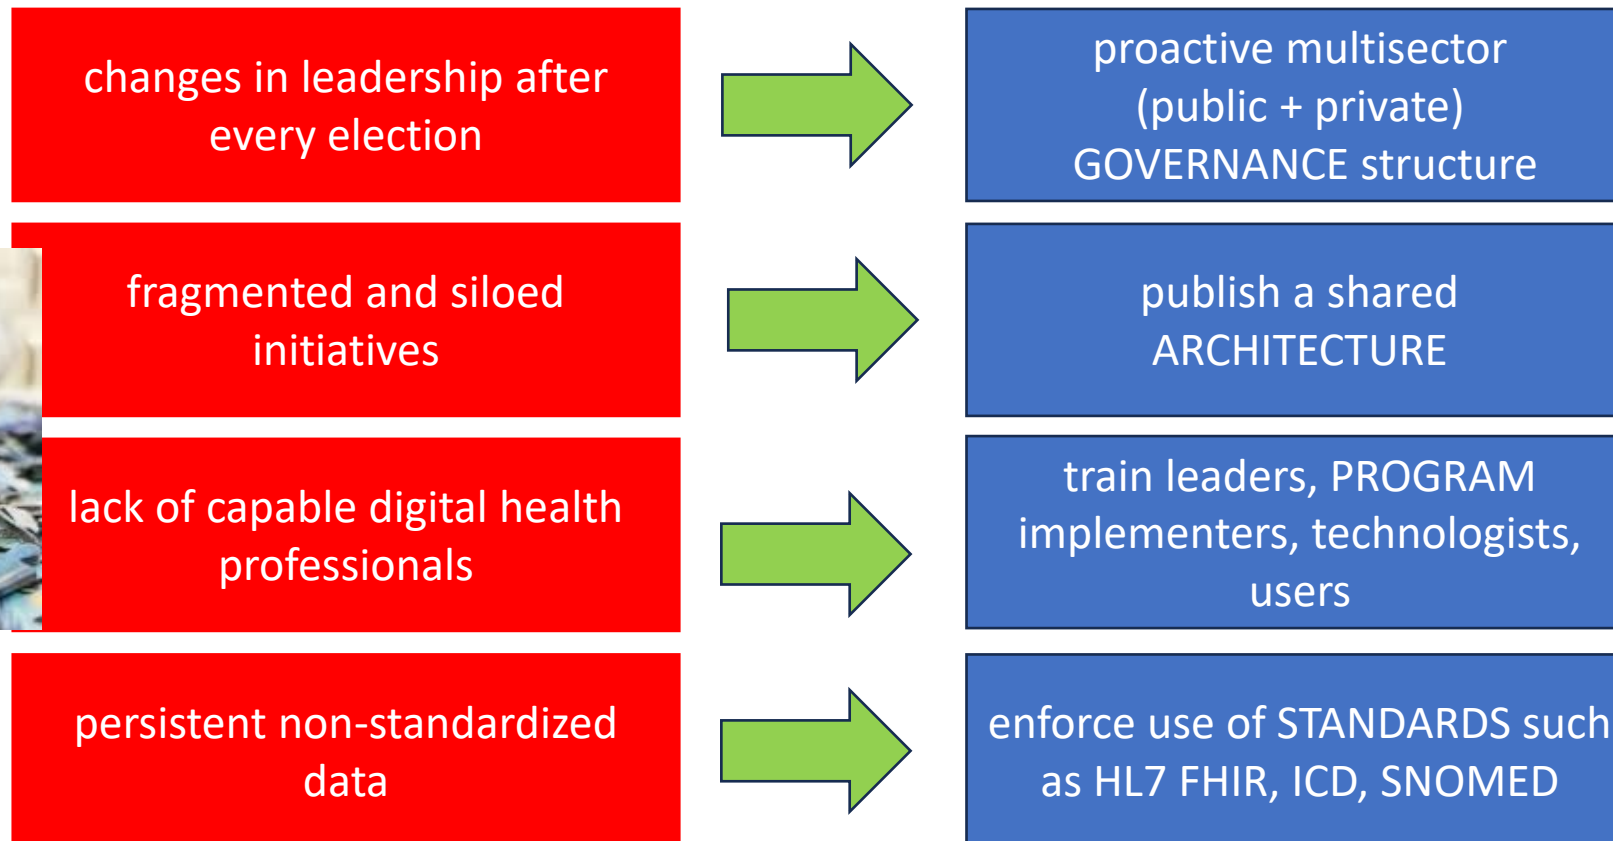 changes in leadership after
every election
proactive multisector
(public + private)
GOVERNANCE structure
fragmented and siloed
initiatives
publish a shared
ARCHITECTURE
lack of capable digital health
professionals
train leaders, PROGRAM
implementers, technologists,
users
persistent non-standardized
data
enforce use of STANDARDS such
as HL7 FHIR, ICD, SNOMED